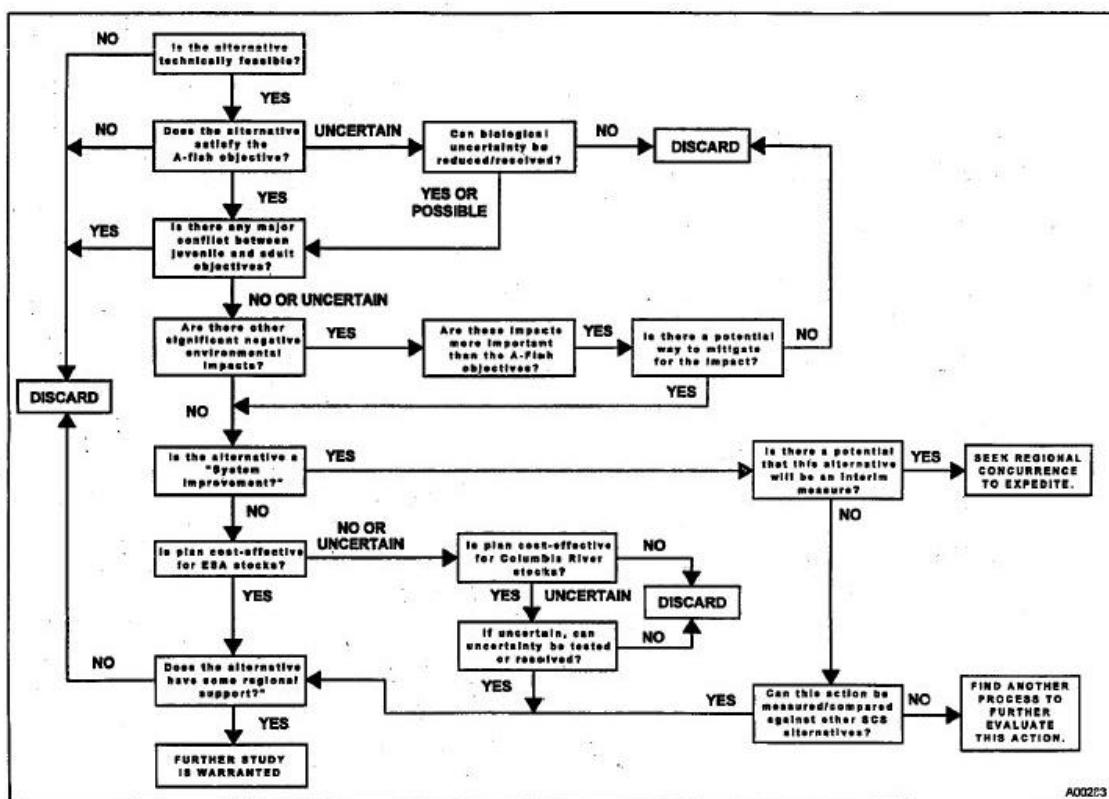 NO
Is the alternative
technically feasible?
YES
NO
Does the alternative
satisfy the
A-fish objective?
UNCERTAIN
Can biological
uncertainty be
reduced/resolved?
NO
DISCARD
YES
YES OR
POSSIBLE
YES
Is there any major
conflict between
juvenile and adult
objectives?
NO OR UNCERTAIN
Are there other
significant negative
environmental
impacts?
YES
Are these impacts
more important
than the A-Fish
objectives?
YES
Is there a potential
way to mitigate
for the impact?
NO
YES
DISCARD
NO
Is the alternative a
"System
Improvement?"
YES
Is there a potential
that this alternative
will be an interim
measure?
YES
SEEK REGIONAL
CONCURRENCE
TO EXPEDITE.
NO
NO
Is plan cost-effective
for ESA stocks?
NO OR
UNCERTAIN
Is plan cost-effective
for Columbia River
stocks?
NO
DISCARD
YES
YES UNCERTAIN
If uncertain, can
uncertainty be tested
or resolved?
NO
YES
NO
Does the alternative
have some regional
support?"
YES
Can this action be
measured/compared
against other SCS
alternatives?
NO
FIND ANOTHER
PROCESS TO
FURTHER
EVALUATE
THIS ACTION.
YES
FURTHER STUDY
IS WARRANTED